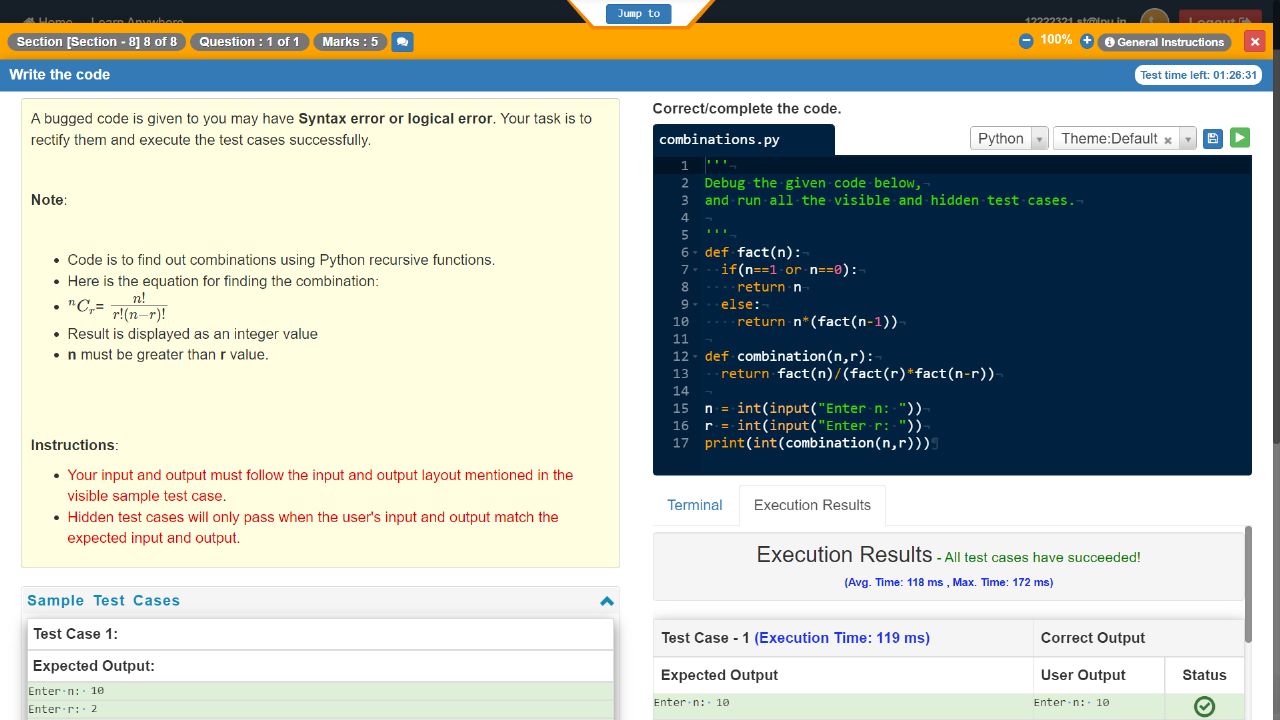 Home Learn Anywhere
Jump to
12222321.st@lpu.in
Logout
Section [Section - 8] 8 of 8
Question : 1 of 1
Marks : 5
100%
General Instructions
Write the code
Test time left: 01:26:31
A bugged code is given to you may have Syntax error or logical error. Your task is to
rectify them and execute the test cases successfully.
Note:
• Code is to find out combinations using Python recursive functions.
• Here is the equation for finding the combination:
• ⁿCᵣ= n! / r!(n−r)!
• Result is displayed as an integer value
• n must be greater than r value.
Instructions:
• Your input and output must follow the input and output layout mentioned in the
visible sample test case.
• Hidden test cases will only pass when the user's input and output match the
expected input and output.
Sample Test Cases
Test Case 1:
Expected Output:
Enter·n:· 10
Enter·r:· 2
Correct/complete the code.
combinations.py
Python
Theme:Default ×
1 '''¬
2 Debug·the·given·code·below,¬
3 and·run·all·the·visible·and·hidden·test·cases.¬
4 ¬
5 '''¬
6 def fact(n):¬
7 ··if(n==1·or·n==0):¬
8 ····return·n¬
9 ··else:¬
10 ····return·n*(fact(n-1))¬
11 ¬
12 def·combination(n,r):¬
13 ··return·fact(n)/(fact(r)*fact(n-r))¬
14 ¬
15 n·=·int(input("Enter·n:·"))¬
16 r·=·int(input("Enter·r:·"))¬
17 print(int(combination(n,r)))¶
Terminal
Execution Results
Execution Results - All test cases have succeeded!
(Avg. Time: 118 ms , Max. Time: 172 ms)
Test Case - 1 (Execution Time: 119 ms)
Correct Output
Expected Output
User Output
Status
Enter·n:· 10
Enter·n:· 10